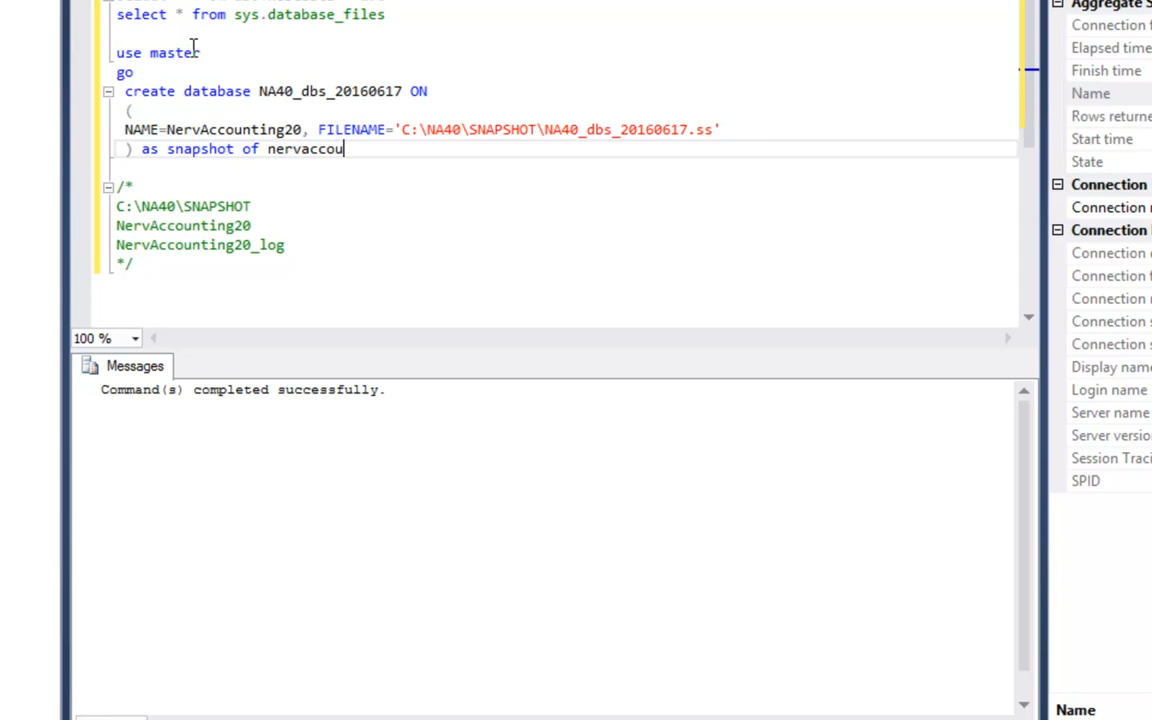 select * from sys.database_files
use master
go
create database NA40_dbs_20160617 ON
(
NAME=NervAccounting20, FILENAME='C:\NA40\SNAPSHOT\NA40_dbs_20160617.ss'
) as snapshot of nervaccou
/*
C:\NA40\SNAPSHOT
NervAccounting20
NervAccounting20_log
*/
100 %
Messages
Command(s) completed successfully.
Aggregate S
Connection f
Elapsed time
Finish time
Name
Rows returne
Start time
State
Connection
Connection n
Connection
Connection e
Connection e
Connection r
Connection s
Connection s
Display name
Login name
Server name
Server versio
Session Traci
SPID
Name